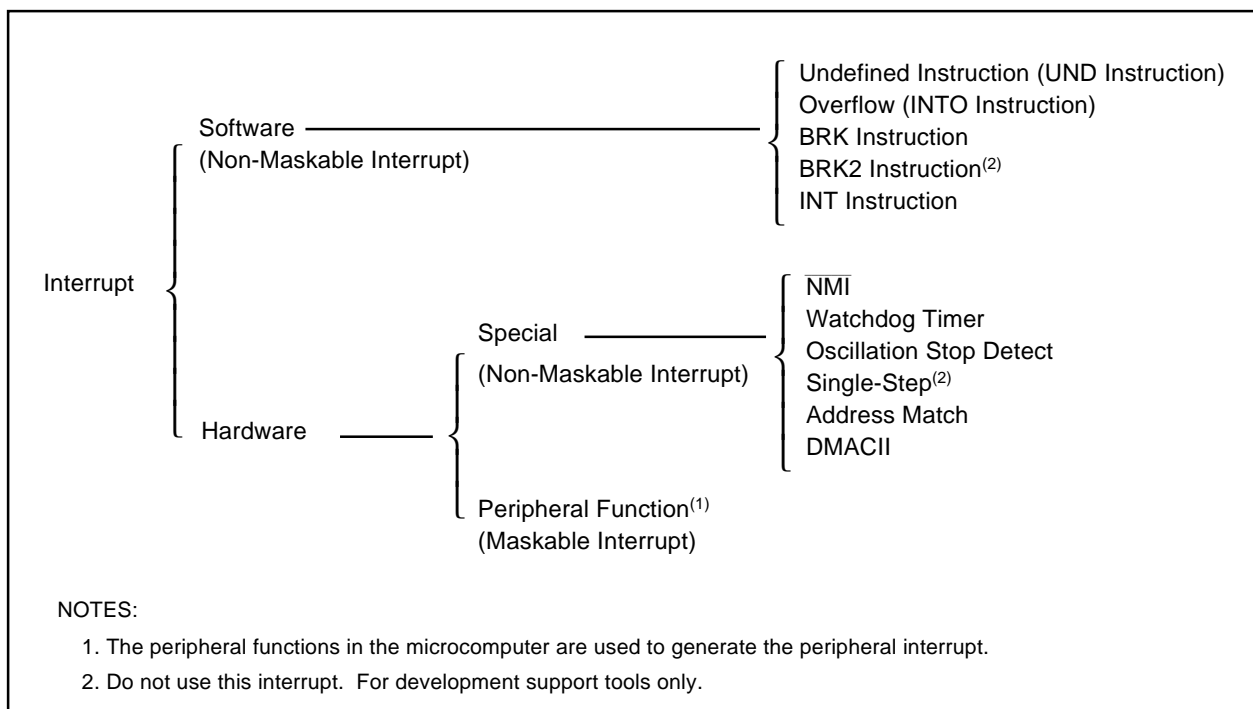 Interrupt
Software
(Non-Maskable Interrupt)
Undefined Instruction (UND Instruction)
Overflow (INTO Instruction)
BRK Instruction
BRK2 Instruction(2)
INT Instruction
Hardware
Special
(Non-Maskable Interrupt)
NMI
Watchdog Timer
Oscillation Stop Detect
Single-Step(2)
Address Match
DMACII
Peripheral Function(1)
(Maskable Interrupt)
NOTES:
1. The peripheral functions in the microcomputer are used to generate the peripheral interrupt.
2. Do not use this interrupt. For development support tools only.